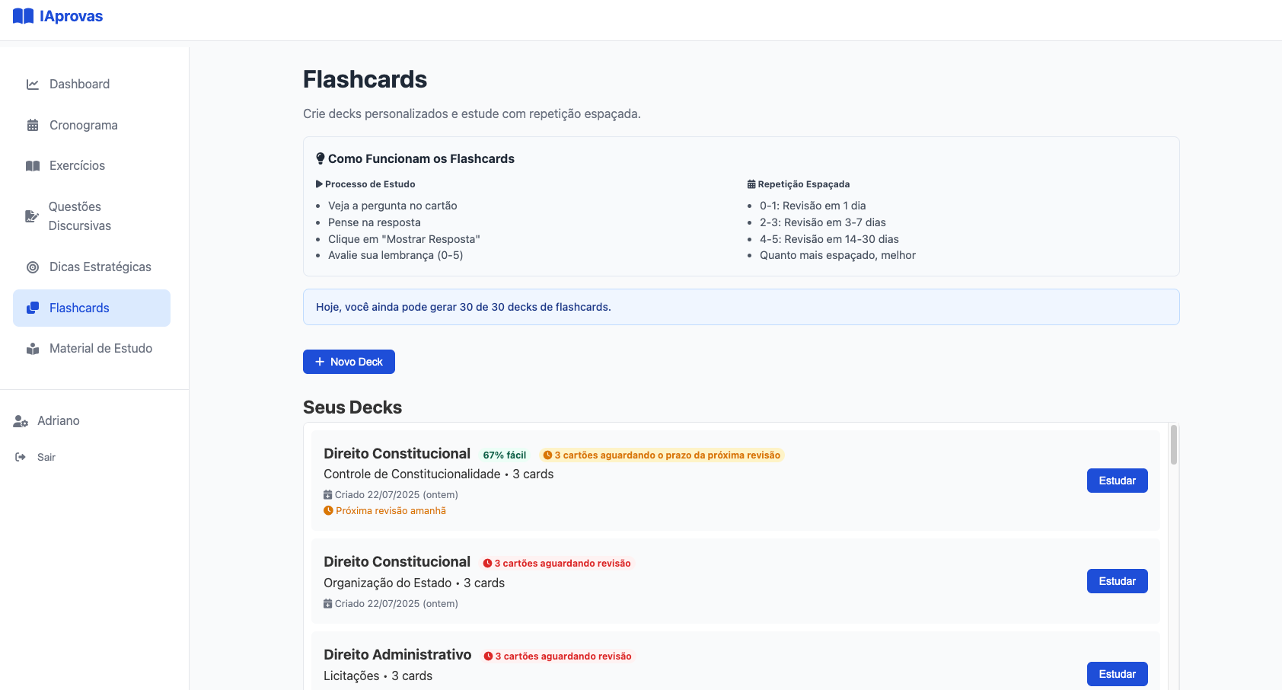 IAprovas
Dashboard
Cronograma
Exercícios
Questões
Discursivas
Dicas Estratégicas
Flashcards
Material de Estudo
Adriano
Sair
Flashcards
Crie decks personalizados e estude com repetição espaçada.
Como Funcionam os Flashcards
Processo de Estudo
• Veja a pergunta no cartão
• Pense na resposta
• Clique em "Mostrar Resposta"
• Avalie sua lembrança (0-5)
Repetição Espaçada
• 0-1: Revisão em 1 dia
• 2-3: Revisão em 3-7 dias
• 4-5: Revisão em 14-30 dias
• Quanto mais espaçado, melhor
Hoje, você ainda pode gerar 30 de 30 decks de flashcards.
+ Novo Deck
Seus Decks
Direito Constitucional 67% fácil 3 cartões aguardando o prazo da próxima revisão
Controle de Constitucionalidade • 3 cards
Criado 22/07/2025 (ontem)
Próxima revisão amanhã
Estudar
Direito Constitucional 3 cartões aguardando revisão
Organização do Estado • 3 cards
Criado 22/07/2025 (ontem)
Estudar
Direito Administrativo 3 cartões aguardando revisão
Licitações • 3 cards
Estudar